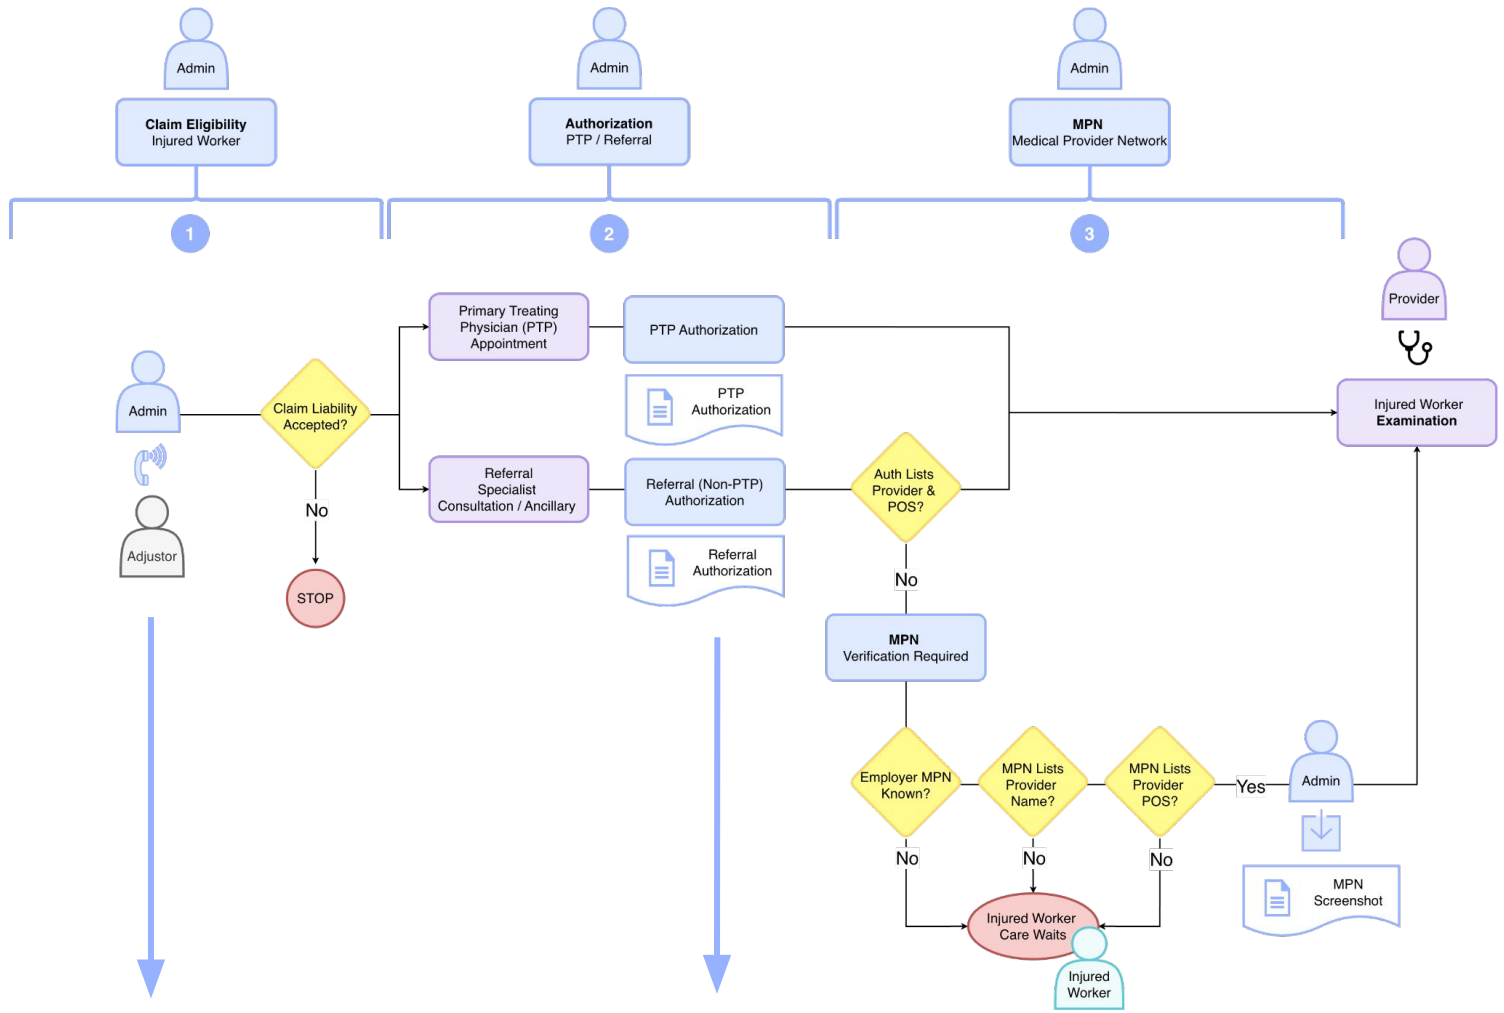 Admin
Admin
Admin
Claim Eligibility
Injured Worker
Authorization
PTP / Referral
MPN
Medical Provider Network
1
2
3
Provider
Primary Treating
Physician (PTP)
Appointment
PTP Authorization
PTP
Authorization
Admin
Claim Liability
Accepted?
Injured Worker
Examination
Referral
Specialist
Consultation / Ancillary
Referral (Non-PTP)
Authorization
Auth Lists
Provider &
POS?
No
Adjustor
STOP
Referral
Authorization
No
MPN
Verification Required
Employer MPN
Known?
MPN Lists
Provider
Name?
MPN Lists
Provider
POS?
Yes
Admin
No
No
No
MPN
Screenshot
Injured Worker
Care Waits
Injured
Worker